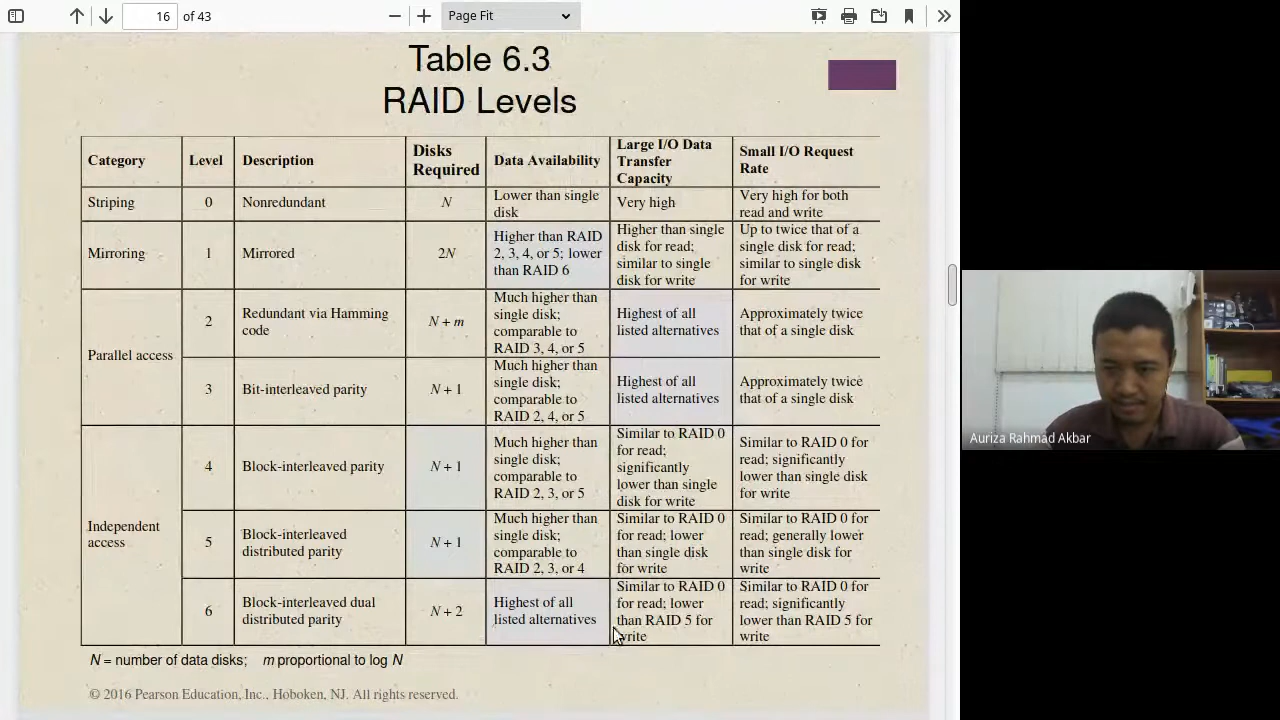 16 of 43
Page Fit
Table 6.3
RAID Levels
Category
Level
Description
Disks
Required
Data Availability
Large I/O Data
Transfer
Capacity
Small I/O Request
Rate
Striping
0
Nonredundant
N
Lower than single
disk
Very high
Very high for both
read and write
Mirroring
1
Mirrored
2N
Higher than RAID
2, 3, 4, or 5; lower
than RAID 6
Higher than single
disk for read;
similar to single
disk for write
Up to twice that of a
single disk for read;
similar to single disk
for write
Parallel access
2
Redundant via Hamming
code
N + m
Much higher than
single disk;
comparable to
RAID 3, 4, or 5
Highest of all
listed alternatives
Approximately twice
that of a single disk
3
Bit-interleaved parity
N + 1
Much higher than
single disk;
comparable to
RAID 2, 4, or 5
Highest of all
listed alternatives
Approximately twice
that of a single disk
Independent
access
4
Block-interleaved parity
N + 1
Much higher than
single disk;
comparable to
RAID 2, 3, or 5
Similar to RAID 0
for read;
significantly
lower than single
disk for write
Similar to RAID 0 for
read; significantly
lower than single disk
for write
5
Block-interleaved
distributed parity
N + 1
Much higher than
single disk;
comparable to
RAID 2, 3, or 4
Similar to RAID 0
for read; lower
than single disk
for write
Similar to RAID 0 for
read; generally lower
than single disk for
write
6
Block-interleaved dual
distributed parity
N + 2
Highest of all
listed alternatives
Similar to RAID 0
for read; lower
than RAID 5 for
write
Similar to RAID 0 for
read; significantly
lower than RAID 5 for
write
N = number of data disks; m proportional to log N
© 2016 Pearson Education, Inc., Hoboken, NJ. All rights reserved.
Auriza Rahmad Akbar